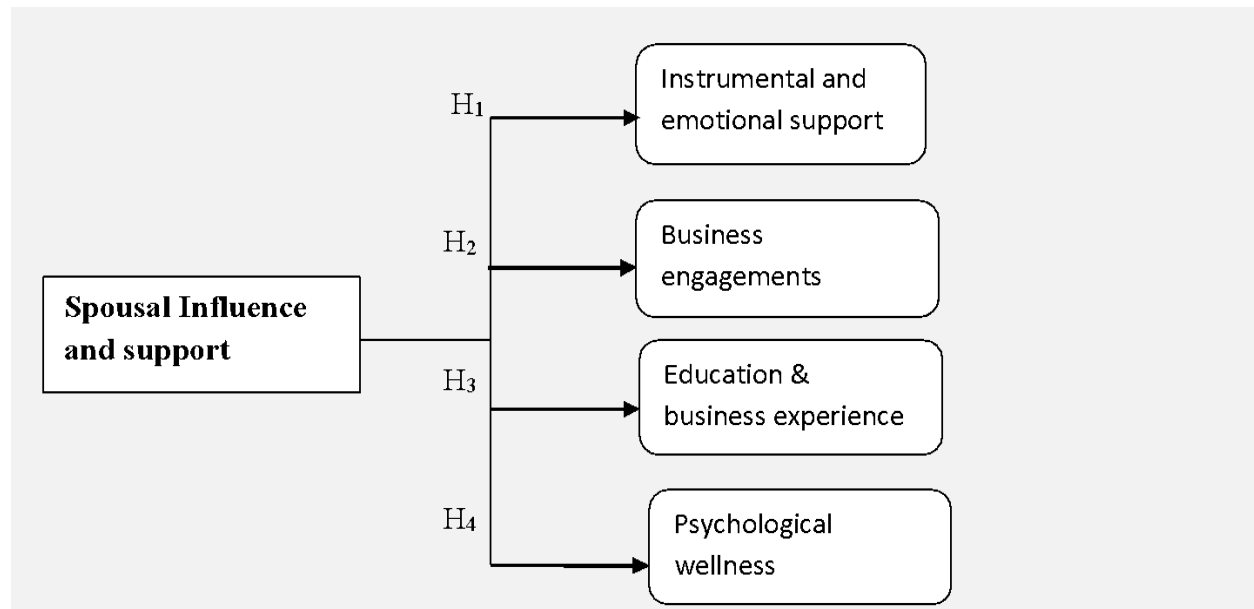 H₁
Instrumental and
emotional support
H₂
Business
engagements
Spousal Influence
and support
H₃
Education &
business experience
H₄
Psychological
wellness